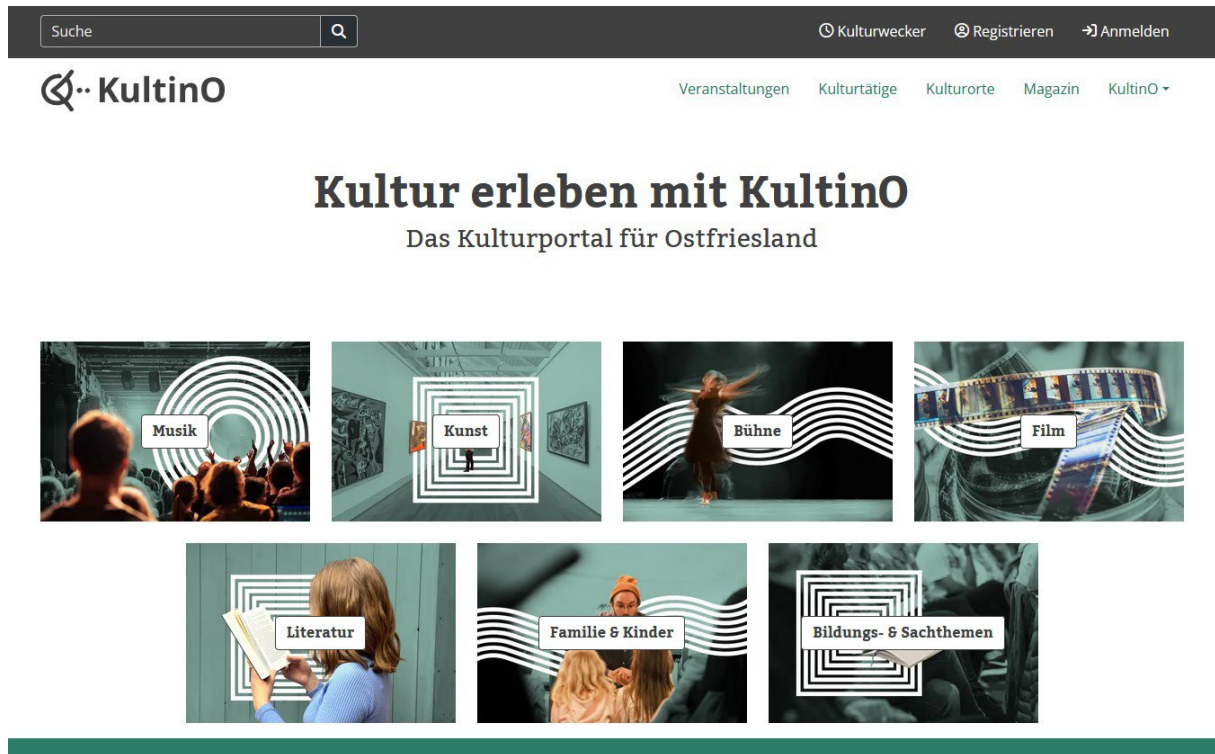 Suche
Kulturwecker
Registrieren
Anmelden
KultinO
Veranstaltungen
Kulturtätige
Kulturorte
Magazin
KultinO
Kultur erleben mit KultinO
Das Kulturportal für Ostfriesland
Musik
Kunst
Bühne
Film
Literatur
Familie & Kinder
Bildungs- & Sachthemen